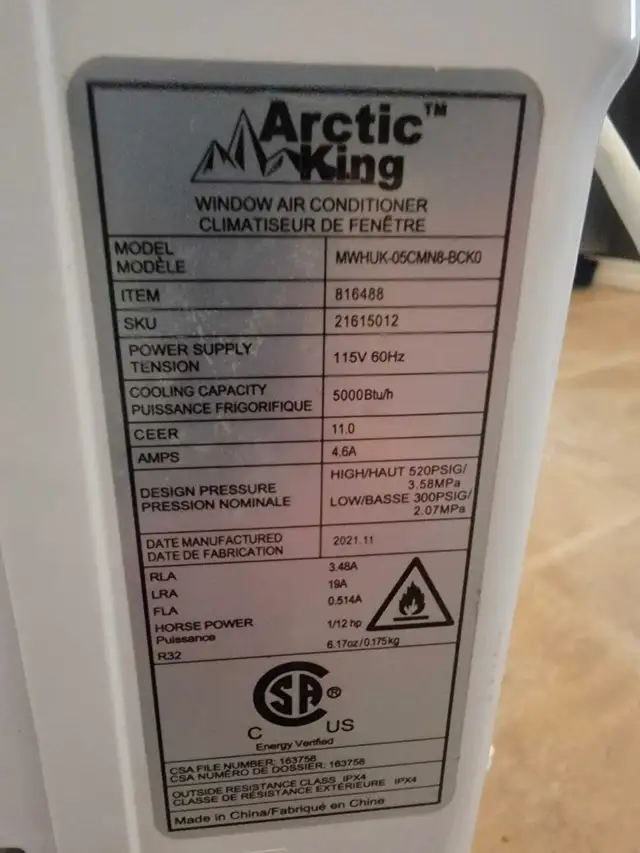 Arctic™
King
WINDOW AIR CONDITIONER
CLIMATISEUR DE FENÊTRE
MODEL
MODÈLE
MWHUK-05CMN8-BCK0
ITEM 816488
SKU 21615012
POWER SUPPLY
TENSION
115V 60Hz
COOLING CAPACITY
PUISSANCE FRIGORIFIQUE
5000Btu/h
CEER 11.0
AMPS 4.6A
DESIGN PRESSURE
PRESSION NOMINALE
HIGH/HAUT 520PSIG/
3.58MPa
LOW/BASSE 300PSIG/
2.07MPa
DATE MANUFACTURED
DATE DE FABRICATION
2021.11
RLA 3.48A
LRA 19A
FLA 0.514A
HORSE POWER
Puissance
1/12 hp
R32 6.17oz/0.175kg
CSA®
C US
Energy Verified
CSA FILE NUMBER: 163758
CSA NUMÉRO DE DOSSIER: 163758
OUTSIDE RESISTANCE CLASS IPX4
CLASSE DE RÉSISTANCE EXTÉRIEURE IPX4
Made in China/Fabriqué en Chine